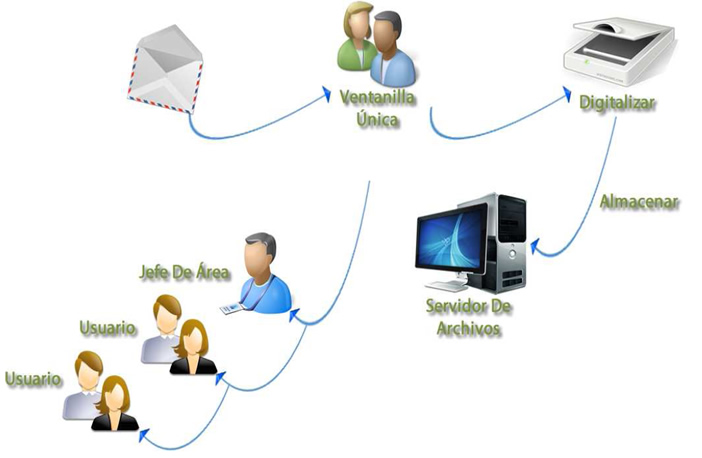 Ventanilla
Única
Digitalizar
Almacenar
Jefe De Área
Servidor De
Archivos
Usuario
Usuario